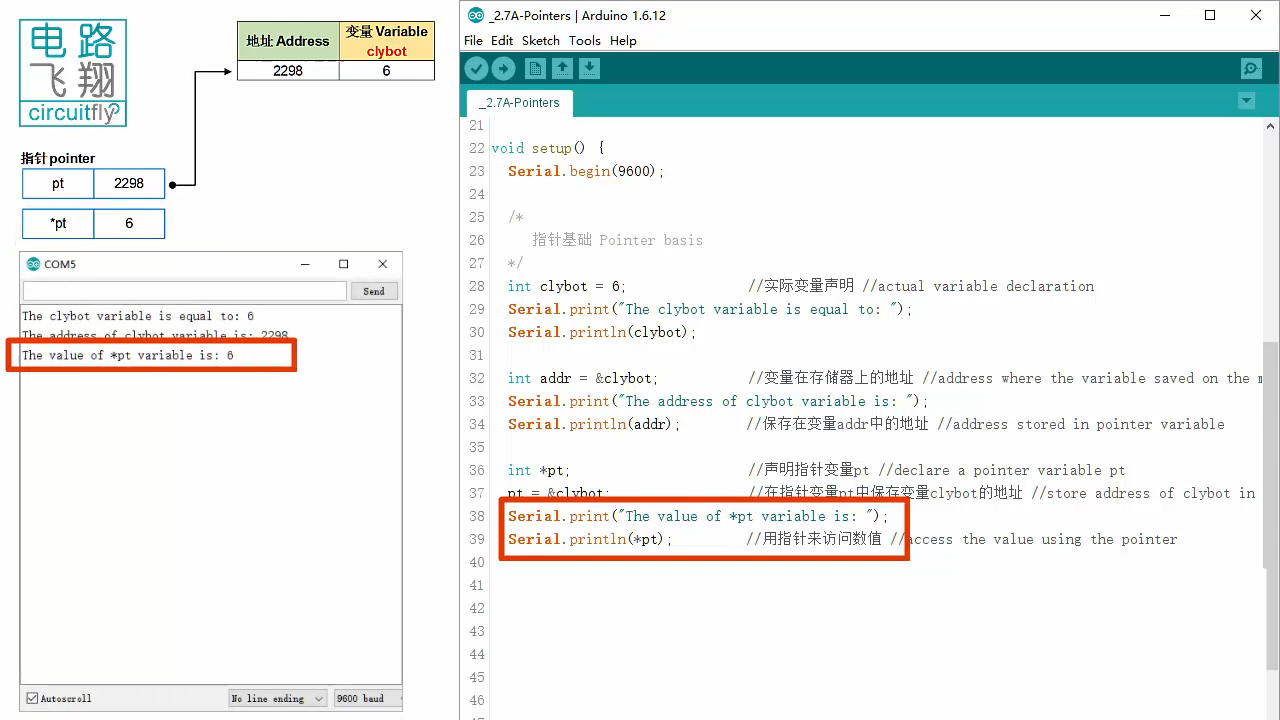 电路
飞翔
circuitfly
地址 Address
变量 Variable
clybot
2298
6
指针 pointer
pt
2298
*pt
6
COM5
Send
The clybot variable is equal to: 6
The address of clybot variable is: 2298
The value of *pt variable is: 6
Autoscroll
No line ending
9600 baud
_2.7A-Pointers | Arduino 1.6.12
File Edit Sketch Tools Help
_2.7A-Pointers
21
22 void setup() {
23 Serial.begin(9600);
24
25 /*
26 指针基础 Pointer basis
27 */
28 int clybot = 6; //实际变量声明 //actual variable declaration
29 Serial.print("The clybot variable is equal to: ");
30 Serial.println(clybot);
31
32 int addr = &clybot; //变量在存储器上的地址 //address where the variable saved on the m
33 Serial.print("The address of clybot variable is: ");
34 Serial.println(addr); //保存在变量addr中的地址 //address stored in pointer variable
35
36 int *pt; //声明指针变量pt //declare a pointer variable pt
37 pt = &clybot; //在指针变量pt中保存变量clybot的地址 //store address of clybot in
38 Serial.print("The value of *pt variable is: ");
39 Serial.println(*pt); //用指针来访问数值 //access the value using the pointer
40
41
42
43
44
45
46